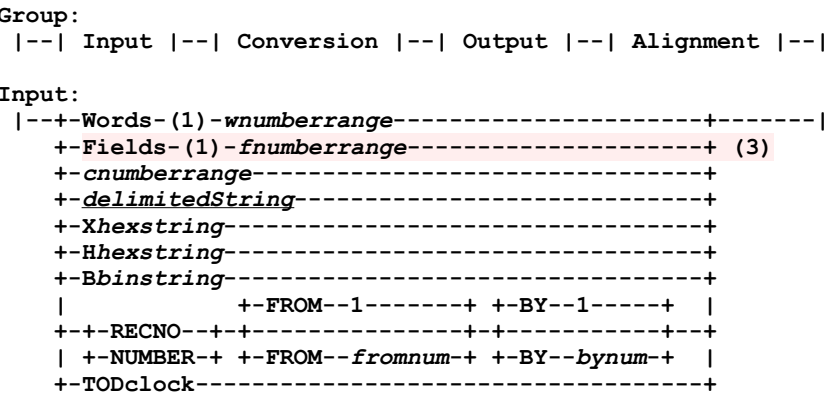 Group:
|--| Input |--| Conversion |--| Output |--| Alignment |--|
Input:
|--+-Words-(1)-wnumberrange----------------------+-------|
+-Fields-(1)-fnumberrange---------------------+ (3)
+-cnumberrange--------------------------------+
+-delimitedString-----------------------------+
+-Xhexstring----------------------------------+
+-Hhexstring----------------------------------+
+-Bbinstring----------------------------------+
|          +-FROM--1-------+ +-BY--1-----+  |
+-+-RECNO--+-+---------------+-+-----------+--+
| +-NUMBER-+ +-FROM--fromnum-+ +-BY--bynum-+  |
+-TODclock------------------------------------+